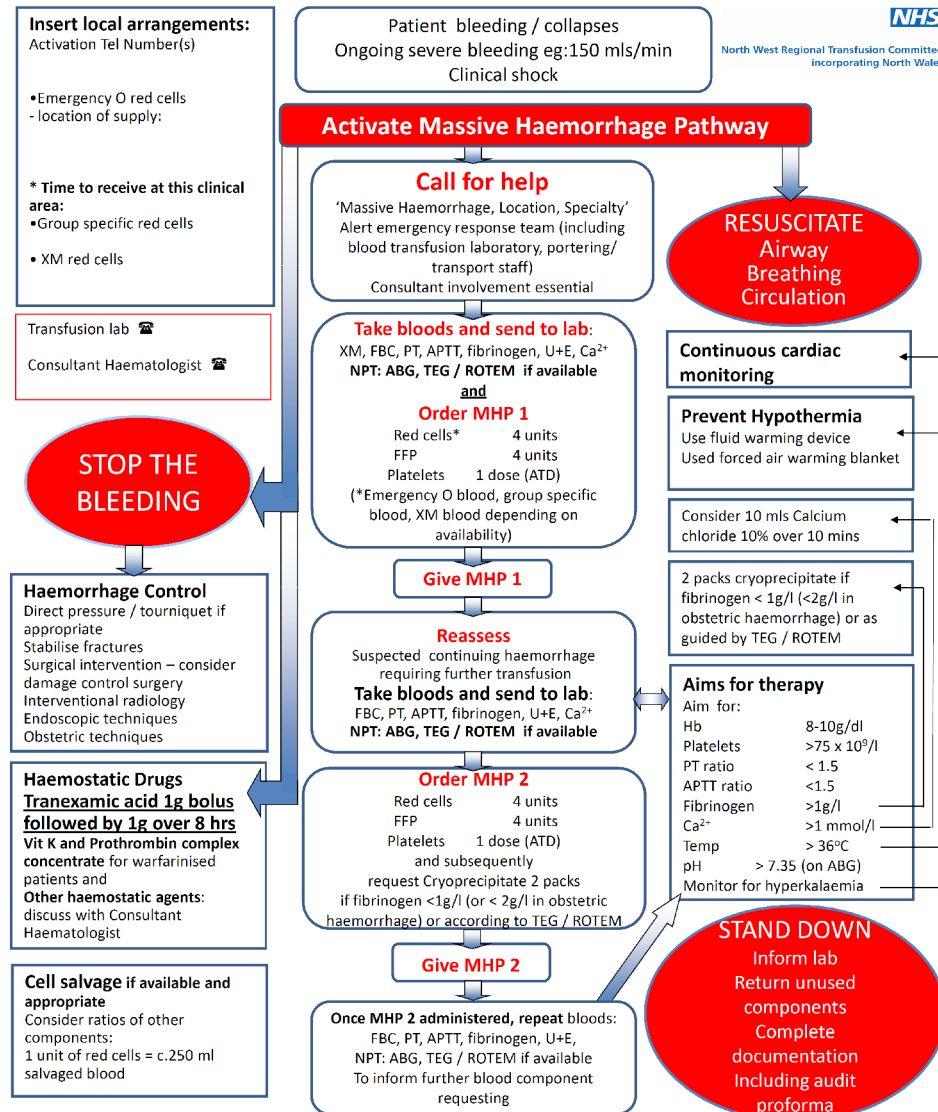 Insert local arrangements:
Activation Tel Number(s)
•Emergency O red cells
- location of supply:
* Time to receive at this clinical
area:
•Group specific red cells
• XM red cells
Transfusion lab ☎
Consultant Haematologist ☎
Patient bleeding / collapses
Ongoing severe bleeding eg:150 mls/min
Clinical shock
NHS
North West Regional Transfusion Committe
incorporating North Wale
Activate Massive Haemorrhage Pathway
Call for help
‘Massive Haemorrhage, Location, Specialty’
Alert emergency response team (including
blood transfusion laboratory, portering/
transport staff)
Consultant involvement essential
RESUSCITATE
Airway
Breathing
Circulation
Take bloods and send to lab:
XM, FBC, PT, APTT, fibrinogen, U+E, Ca²⁺
NPT: ABG, TEG / ROTEM if available
and
Order MHP 1
Red cells* 4 units
FFP 4 units
Platelets 1 dose (ATD)
(*Emergency O blood, group specific
blood, XM blood depending on
availability)
Give MHP 1
Reassess
Suspected continuing haemorrhage
requiring further transfusion
Take bloods and send to lab:
FBC, PT, APTT, fibrinogen, U+E, Ca²⁺
NPT: ABG, TEG / ROTEM if available
Order MHP 2
Red cells 4 units
FFP 4 units
Platelets 1 dose (ATD)
and subsequently
request Cryoprecipitate 2 packs
if fibrinogen <1g/l (or < 2g/l in obstetric
haemorrhage) or according to TEG / ROTEM
Give MHP 2
Once MHP 2 administered, repeat bloods:
FBC, PT, APTT, fibrinogen, U+E,
NPT: ABG, TEG / ROTEM if available
To inform further blood component
requesting
STOP THE
BLEEDING
Haemorrhage Control
Direct pressure / tourniquet if
appropriate
Stabilise fractures
Surgical intervention – consider
damage control surgery
Interventional radiology
Endoscopic techniques
Obstetric techniques
Haemostatic Drugs
Tranexamic acid 1g bolus
followed by 1g over 8 hrs
Vit K and Prothrombin complex
concentrate for warfarinised
patients and
Other haemostatic agents:
discuss with Consultant
Haematologist
Cell salvage if available and
appropriate
Consider ratios of other
components:
1 unit of red cells = c.250 ml
salvaged blood
Continuous cardiac
monitoring
Prevent Hypothermia
Use fluid warming device
Used forced air warming blanket
Consider 10 mls Calcium
chloride 10% over 10 mins
2 packs cryoprecipitate if
fibrinogen < 1g/l (<2g/l in
obstetric haemorrhage) or as
guided by TEG / ROTEM
Aims for therapy
Aim for:
Hb 8-10g/dl
Platelets >75 x 10⁹/l
PT ratio < 1.5
APTT ratio <1.5
Fibrinogen >1g/l
Ca²⁺ >1 mmol/l
Temp > 36°C
pH > 7.35 (on ABG)
Monitor for hyperkalaemia
STAND DOWN
Inform lab
Return unused
components
Complete
documentation
Including audit
proforma